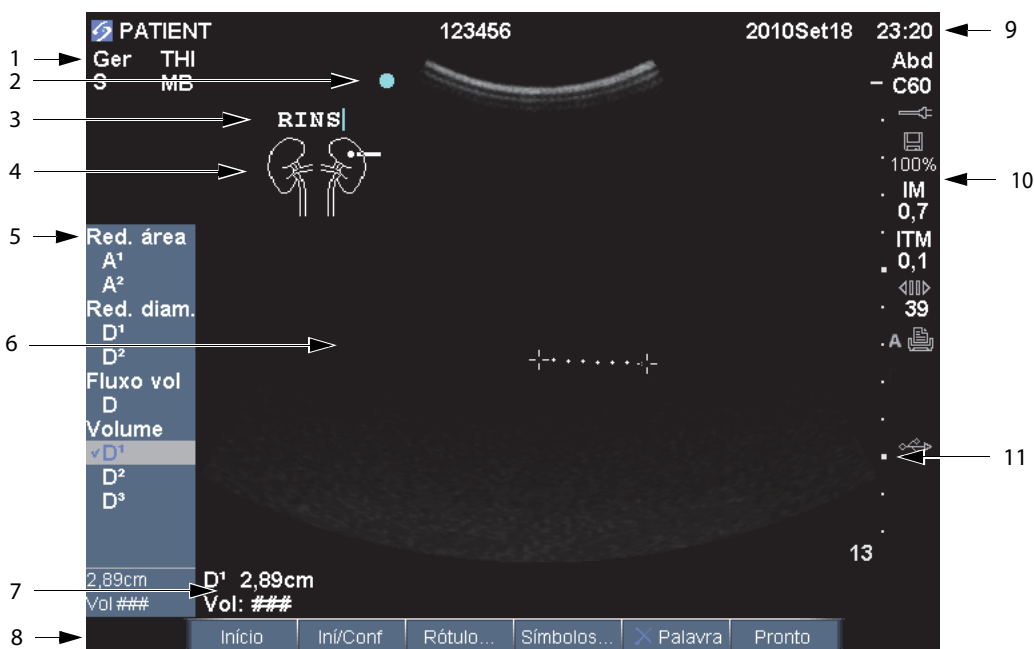 PATIENT 123456 2010Set18 23:20 9
1 Ger THI Abd
2 S MB C60
3 RINS
100%
4 10
IM
0,7
5 Red. área ITM
A¹ 0,1
A²
Red. diam. 39
D¹
6 D² A
Fluxo vol
D
Volume
✓D¹ 11
D²
D³
13
2,89cm D¹ 2,89cm
7 Vol ### Vol: ###
8 Início Iní/Conf Rótulo... Símbolos... X Palavra Pronto